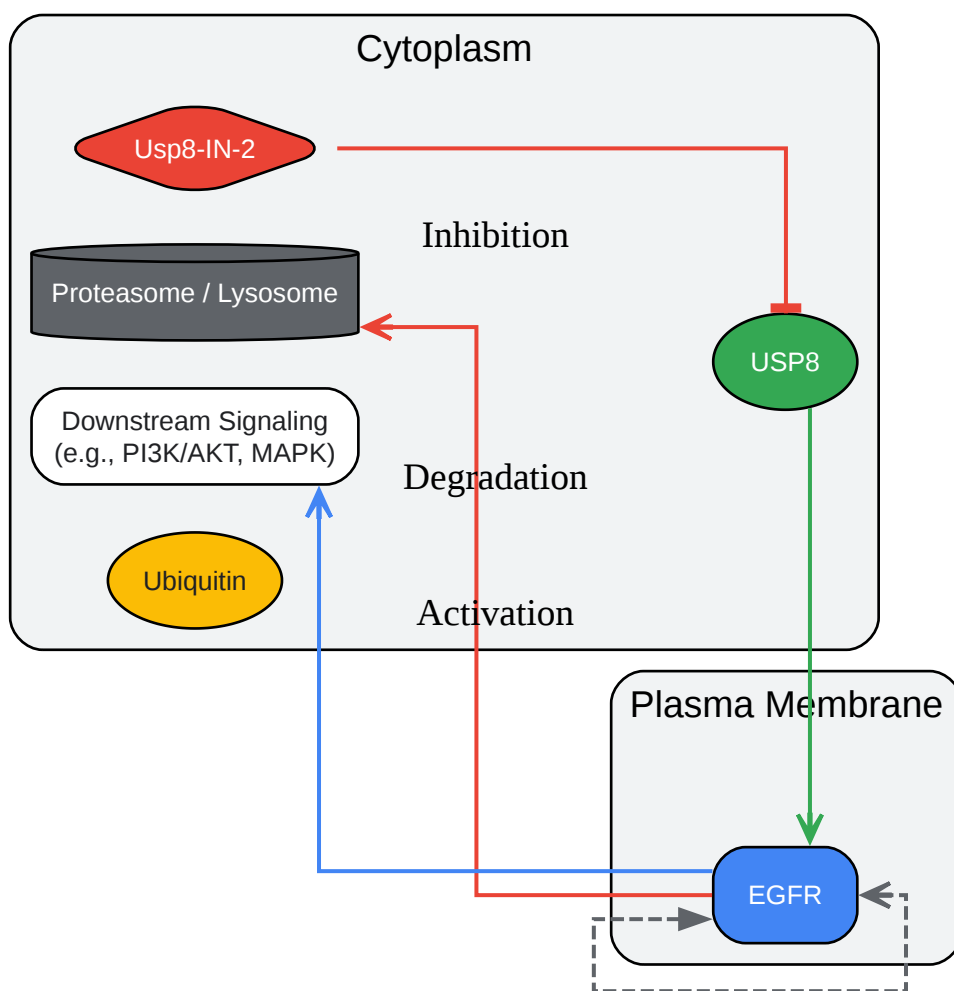 Cytoplasm
Usp8-IN-2
Inhibition
Proteasome / Lysosome
USP8
Downstream Signaling
(e.g., PI3K/AKT, MAPK)
Degradation
Ubiquitin
Activation
Plasma Membrane
EGFR